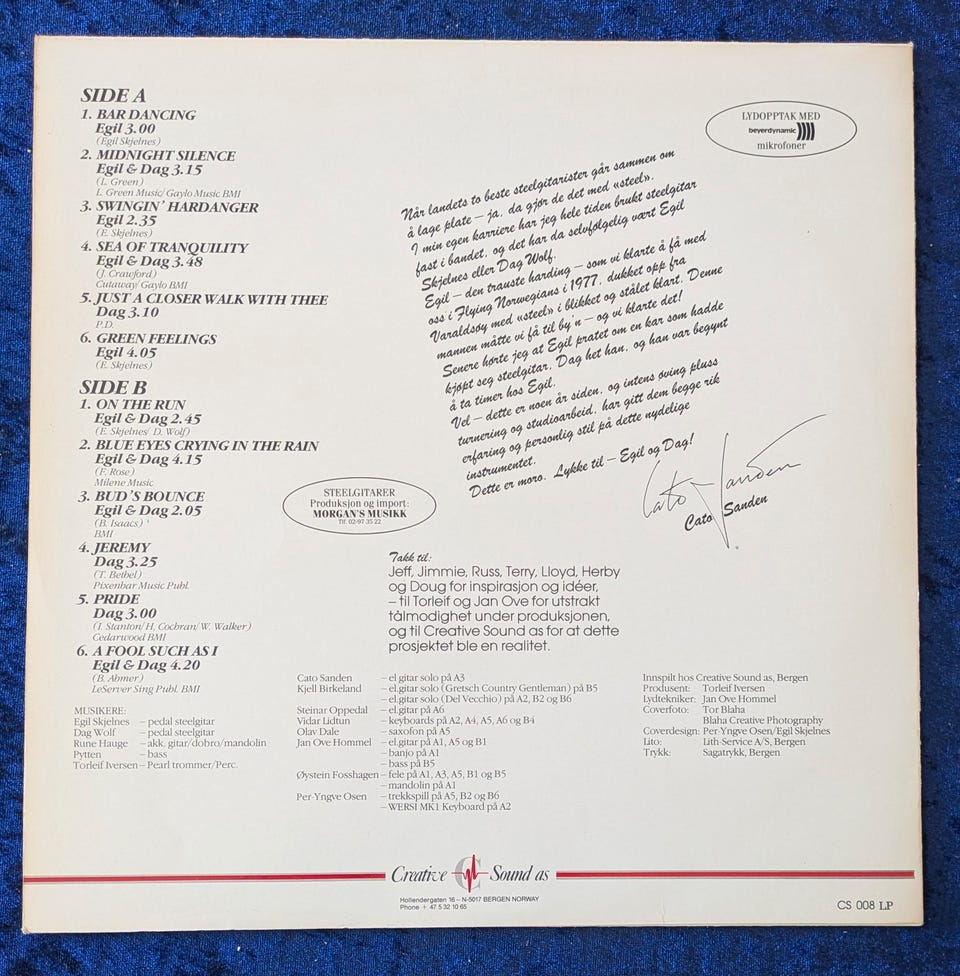 SIDE A
1. BAR DANCING
Egil 3.00
(Egil Skjelnes)
2. MIDNIGHT SILENCE
Egil & Dag 3.15
(L. Green)
L. Green Music/ Gaylo Music BMI
3. SWINGIN' HARDANGER
Egil 2.35
(E. Skjelnes)
4. SEA OF TRANQUILITY
Egil & Dag 3.48
(J. Crawford)
Cutaway/ Gaylo BMI
5. JUST A CLOSER WALK WITH THEE
Dag 3.10
P.D.
6. GREEN FEELINGS
Egil 4.05
(E. Skjelnes)
SIDE B
1. ON THE RUN
Egil & Dag 2.45
(E. Skjelnes/ D. Wolf)
2. BLUE EYES CRYING IN THE RAIN
Egil & Dag 4.15
(F. Rose)
Milene Music
3. BUD'S BOUNCE
Egil & Dag 2.05
(B. Isaacs)
BMI
4. JEREMY
Dag 3.25
(T. Bethel)
Pixenbar Music Publ.
5. PRIDE
Dag 3.00
(I. Stanton/ H, Cochran/ W. Walker)
Cedarwood BMI
6. A FOOL SUCH AS I
Egil & Dag 4.20
(B. Abner)
LeServer Sing Publ. BMI
MUSIKERE:
Egil Skjelnes – pedal steelgitar
Dag Wolf – pedal steelgitar
Rune Hauge – akk. gitar/dobro/mandolin
Pytten – bass
Torleif Iversen – Pearl trommer/Perc.
LYDOPPTAK MED
beyerdynamic
mikrofoner
Når landets to beste steelgitarister går sammen om
å lage plate – ja, da gjør de det med «steel».
I min egen karriere har jeg hele tiden brukt steelgitar
fast i bandet, og det har da selvfølgelig vært Egil
Skjelnes eller Dag Wolf.
Egil – den trauste harding – som vi klarte å få med
oss i Flying Norwegians i 1977, dukket opp fra
Varaldsøy med «steel» i blikket og stålet klart. Denne
mannen måtte vi få til by'n – og vi klarte det!
Senere hørte jeg at Egil pratet om en kar som hadde
kjøpt seg steelgitar. Dag het han, og han var begynt
å ta timer hos Egil.
Vel – dette er noen år siden, og intens øving pluss
turnering og studioarbeid, har gitt dem begge rik
erfaring og personlig stil på dette nydelige
instrumentet.
Dette er moro. Lykke til – Egil og Dag!
Cato Sanden
Cato Sanden
STEELGITARER
Produksjon og import:
MORGAN'S MUSIKK
Tlf. 02-97 35 22
Takk til:
Jeff, Jimmie, Russ, Terry, Lloyd, Herby
og Doug for inspirasjon og idéer,
– til Torleif og Jan Ove for utstrakt
tålmodighet under produksjonen,
og til Creative Sound as for at dette
prosjektet ble en realitet.
Cato Sanden – el.gitar solo på A3
Kjell Birkeland – el.gitar solo (Gretsch Country Gentleman) på B5
– el.gitar solo (Del Vecchio) på A2, B2 og B6
Steinar Oppedal – el.gitar på A6
Vidar Lidtun – keyboards på A2, A4, A5, A6 og B4
Olav Dale – saxofon på A5
Jan Ove Hommel – el.gitar på A1, A5 og B1
– banjo på A1
– bass på B5
Øystein Fosshagen – fele på A1, A3, A5, B1 og B5
– mandolin på A1
Per-Yngve Osen – trekkspill på A5, B2 og B6
– WERSI MK1 Keyboard på A2
Innspilt hos Creative Sound as, Bergen
Produsent: Torleif Iversen
Lydtekniker: Jan Ove Hommel
Coverfoto: Tor Blaha
Blaha Creative Photography
Coverdesign: Per-Yngve Osen/Egil Skjelnes
Lito: Lith-Service A/S, Bergen
Trykk: Sagatrykk, Bergen
Creative C Sound as
Hollendergaten 16 – N-5017 BERGEN NORWAY
Phone + 47 5 32 10 65
CS 008 LP